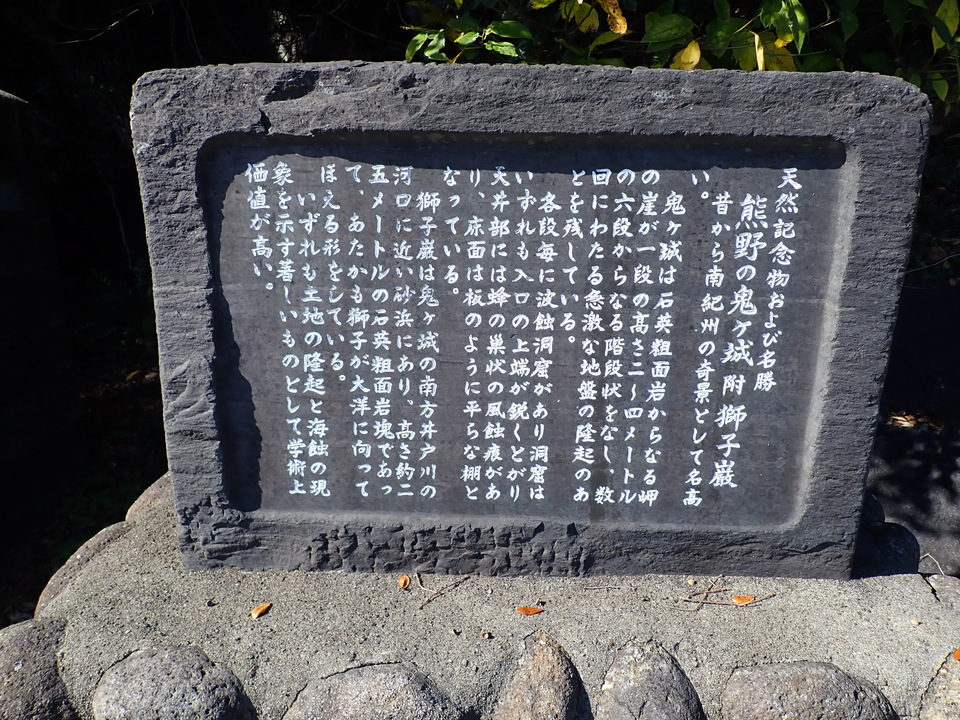 天然記念物および名勝
熊野の鬼ヶ城 附獅子巖
昔から南紀州の奇景として名高
い。
鬼ヶ城は石英粗面岩からなる岬
の崖が一段の高さ二〜四メートル
の六段からなる階段状をなし、数
回にわたる急激な地盤の隆起のあ
とを残している。
各段毎に波蝕洞窟があり洞窟は
いずれも入口の上端が鋭くとがり
天井部には蜂の巣状の風蝕痕があ
り、床面は板のように平らな棚と
なっている。
獅子巖は鬼ヶ城の南方井戸川の
河口に近い砂浜にあり、高さ約二
五メートルの石英粗面岩塊であっ
て、あたかも獅子が大洋に向って
ほえる形をしている。
いずれも土地の隆起と海蝕の現
象を示す著しいものとして学術上
価値が高い。